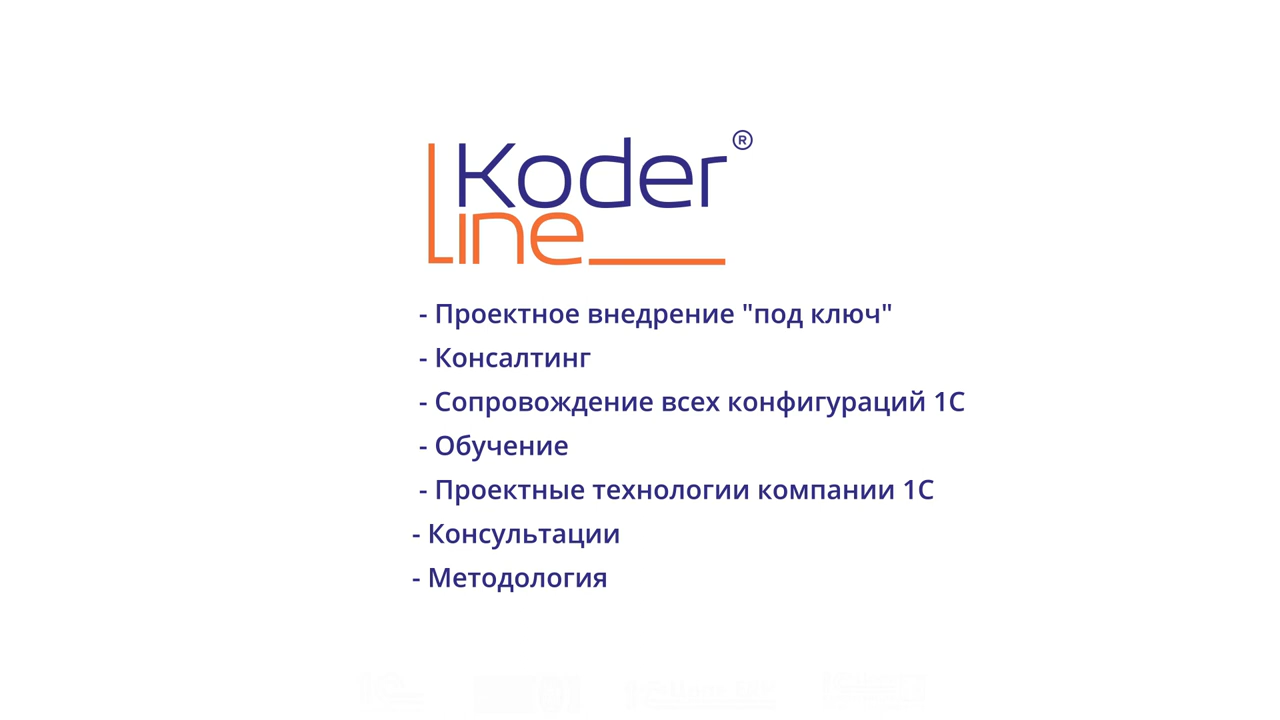 Koder®
Line
- Проектное внедрение "под ключ"
- Консалтинг
- Сопровождение всех конфигураций 1С
- Обучение
- Проектные технологии компании 1С
- Консультации
- Методология